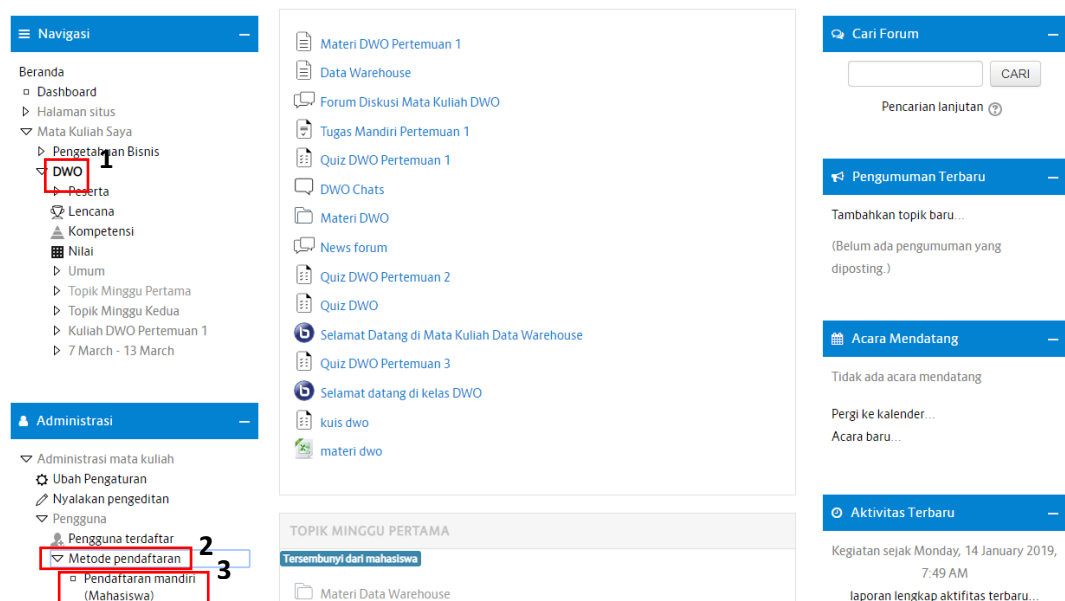 Navigasi
Beranda
Dashboard
Halaman situs
Mata Kuliah Saya
Pengetahuan Bisnis
1
DWO
Peserta
Lencana
Kompetensi
Nilai
Umum
Topik Minggu Pertama
Topik Minggu Kedua
Kuliah DWO Pertemuan 1
7 March - 13 March
Administrasi
Administrasi mata kuliah
Ubah Pengaturan
Nyalakan pengeditan
Pengguna
Pengguna terdaftar
2
Metode pendaftaran
3
Pendaftaran mandiri
(Mahasiswa)
Materi DWO Pertemuan 1
Data Warehouse
Forum Diskusi Mata Kuliah DWO
Tugas Mandiri Pertemuan 1
Quiz DWO Pertemuan 1
DWO Chats
Materi DWO
News forum
Quiz DWO Pertemuan 2
Quiz DWO
Selamat Datang di Mata Kuliah Data Warehouse
Quiz DWO Pertemuan 3
Selamat datang di kelas DWO
kuis dwo
materi dwo
TOPIK MINGGU PERTAMA
Tersembunyi dari mahasiswa
Materi Data Warehouse
Cari Forum
CARI
Pencarian lanjutan
Pengumuman Terbaru
Tambahkan topik baru...
(Belum ada pengumuman yang
diposting.)
Acara Mendatang
Tidak ada acara mendatang
Pergi ke kalender...
Acara baru...
Aktivitas Terbaru
Kegiatan sejak Monday, 14 January 2019,
7:49 AM
laporan lengkap aktifitas terbaru...